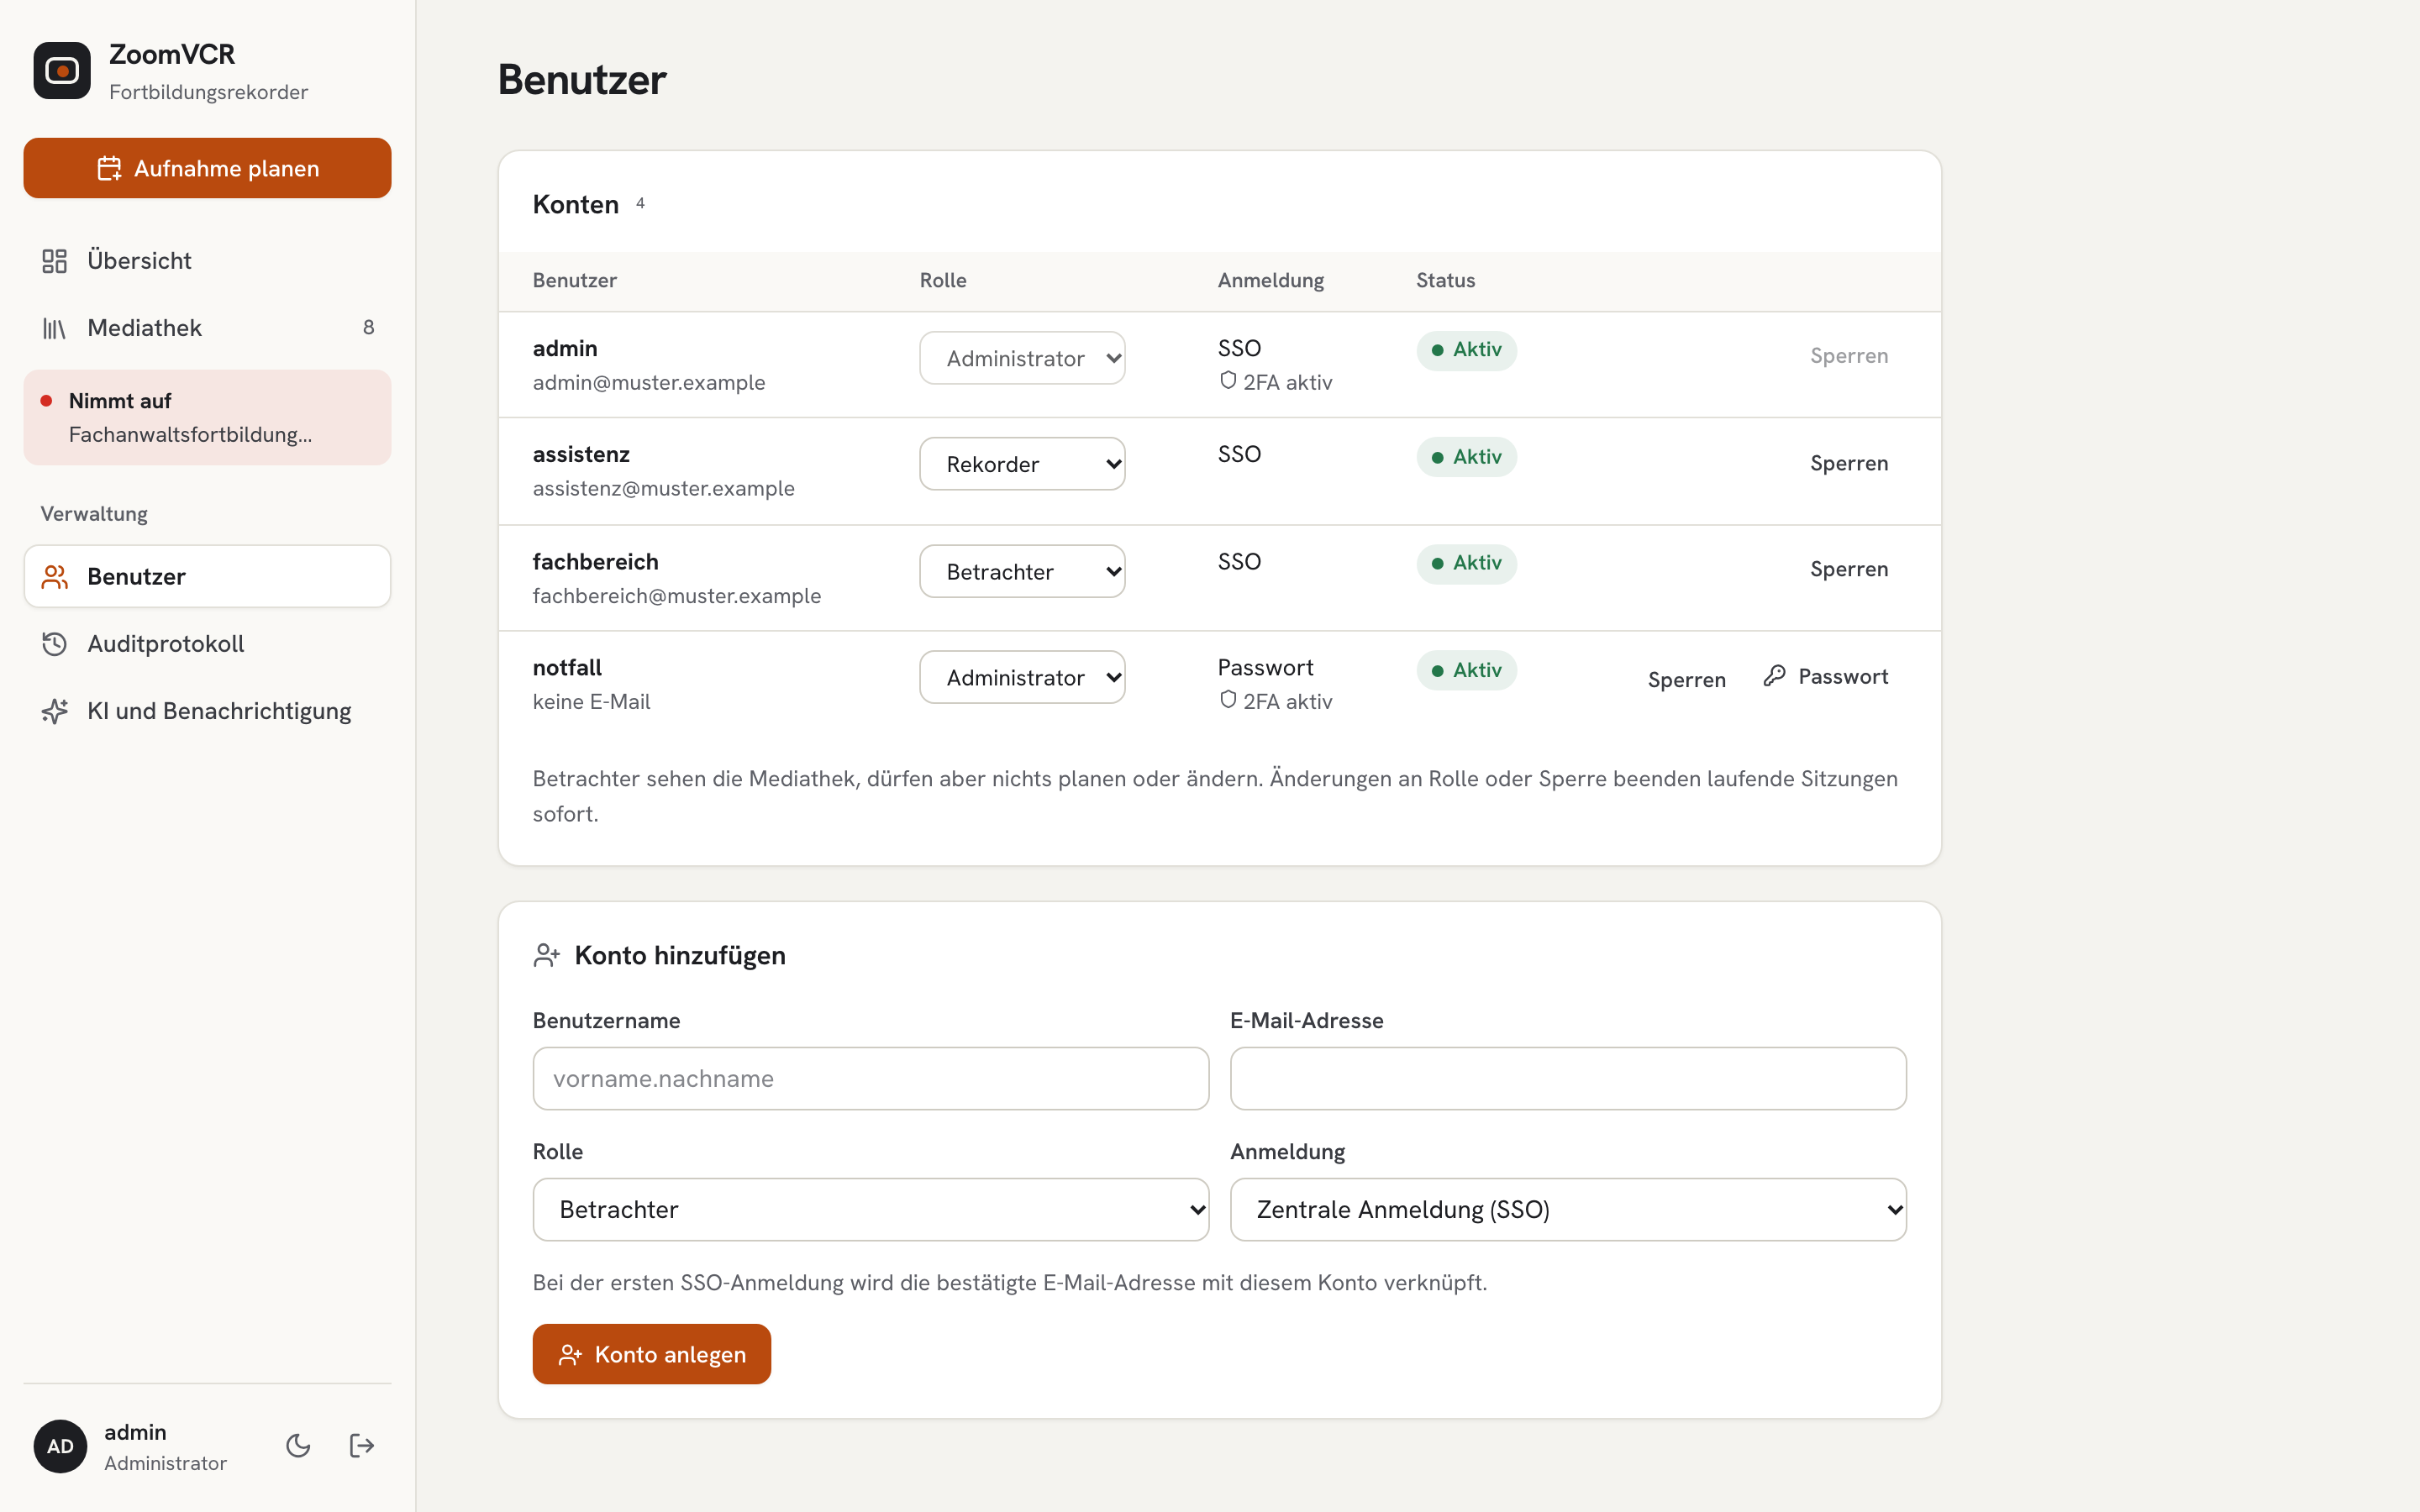 ZoomVCR
Fortbildungsrekorder
Aufnahme planen
Übersicht
Mediathek 8
Nimmt auf
Fachanwaltsfortbildung...
Verwaltung
Benutzer
Auditprotokoll
KI und Benachrichtigung
AD
admin
Administrator
Benutzer
Konten 4
Benutzer Rolle Anmeldung Status
admin Administrator SSO Aktiv Sperren
admin@muster.example 2FA aktiv
assistenz Rekorder SSO Aktiv Sperren
assistenz@muster.example
fachbereich Betrachter SSO Aktiv Sperren
fachbereich@muster.example
notfall Administrator Passwort Aktiv Sperren Passwort
keine E-Mail 2FA aktiv
Betrachter sehen die Mediathek, dürfen aber nichts planen oder ändern. Änderungen an Rolle oder Sperre beenden laufende Sitzungen
sofort.
Konto hinzufügen
Benutzername E-Mail-Adresse
vorname.nachname
Rolle Anmeldung
Betrachter Zentrale Anmeldung (SSO)
Bei der ersten SSO-Anmeldung wird die bestätigte E-Mail-Adresse mit diesem Konto verknüpft.
Konto anlegen